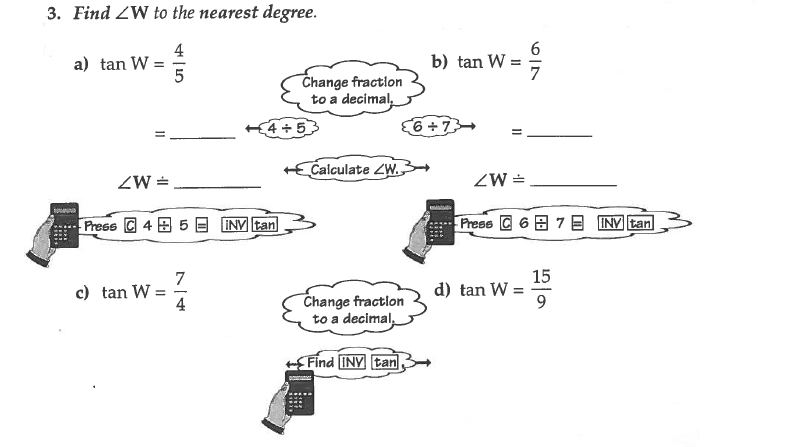 3. Find ∠W to the nearest degree.
a) tan W = 4/5
Change fraction
to a decimal.
b) tan W = 6/7
= ______
4 ÷ 5
6 ÷ 7
= ______
∠W ≐ ______
Calculate ∠W.
∠W ≐ ______
Press C 4 ÷ 5 = INV tan
Press C 6 ÷ 7 = INV tan
c) tan W = 7/4
Change fraction
to a decimal.
d) tan W = 15/9
Find INV tan